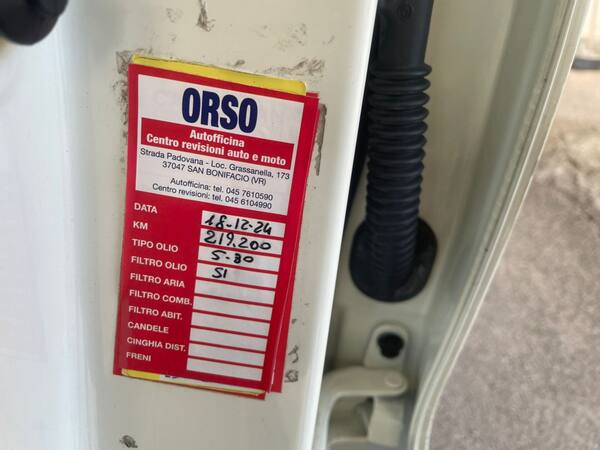 ORSO
Autofficina
Centro revisioni auto e moto
Strada Padovana - Loc. Grassanella, 173
37047 SAN BONIFACIO (VR)
Autofficina: tel. 045 7610590
Centro revisioni: tel. 045 6104990
DATA 18-12-24
KM 219.200
TIPO OLIO 5-30
FILTRO OLIO SI
FILTRO ARIA
FILTRO COMB.
FILTRO ABIT.
CANDELE
CINGHIA DIST.
FRENI